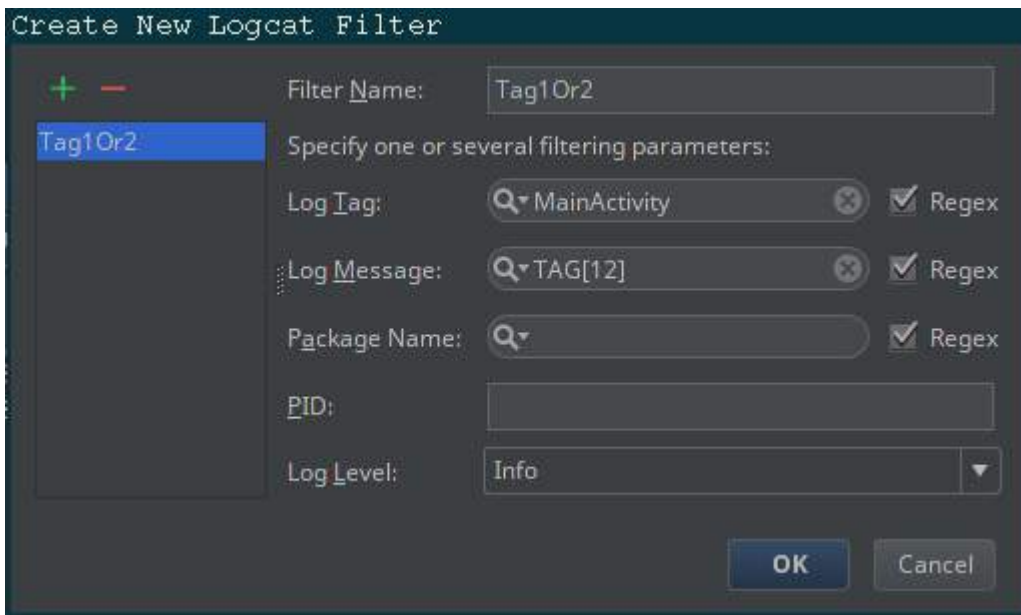 Create New Logcat Filter
Filter Name: Tag1Or2
Tag1Or2
Specify one or several filtering parameters:
Log Tag: MainActivity Regex
Log Message: TAG[12] Regex
Package Name: Regex
PID:
Log Level: Info
OK Cancel